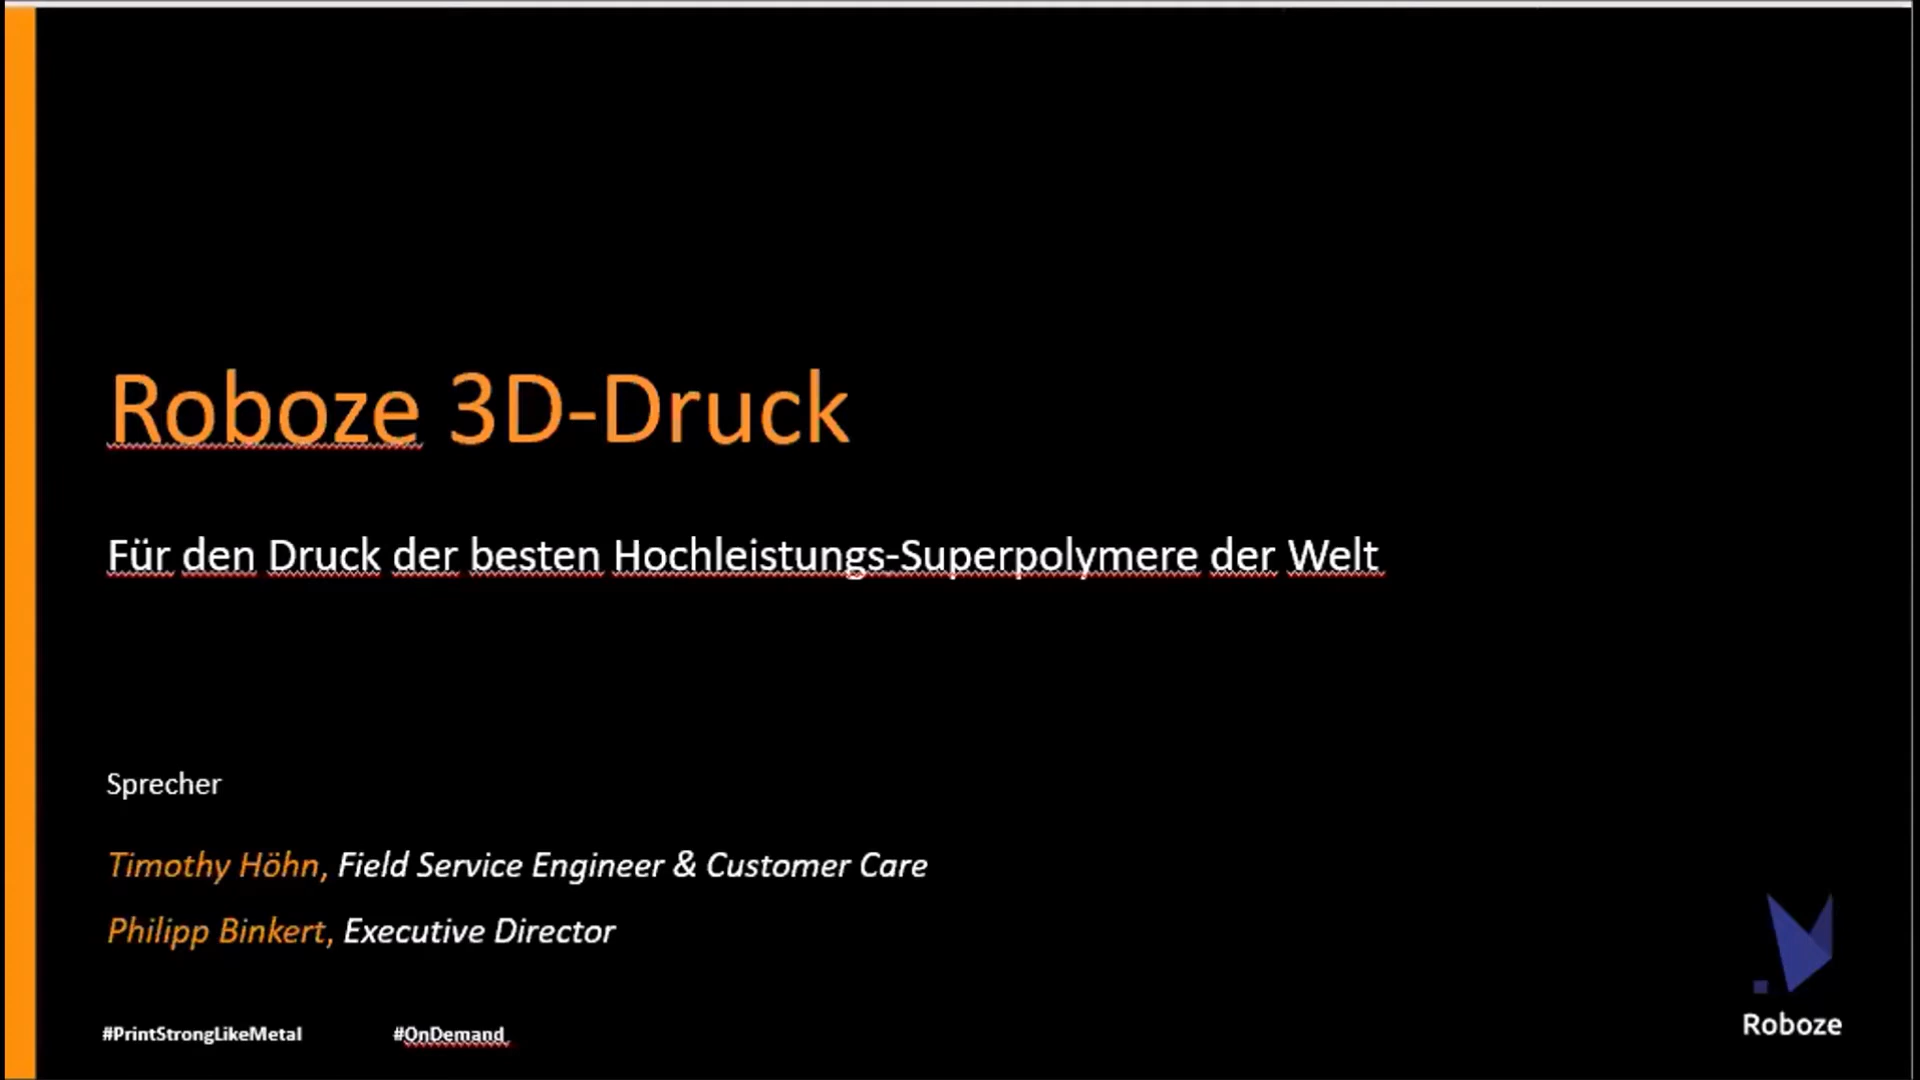 Roboze 3D-Druck
Für den Druck der besten Hochleistungs-Superpolymere der Welt
Sprecher
Timothy Höhn, Field Service Engineer & Customer Care
Philipp Binkert, Executive Director
#PrintStrongLikeMetal #OnDemand
Roboze